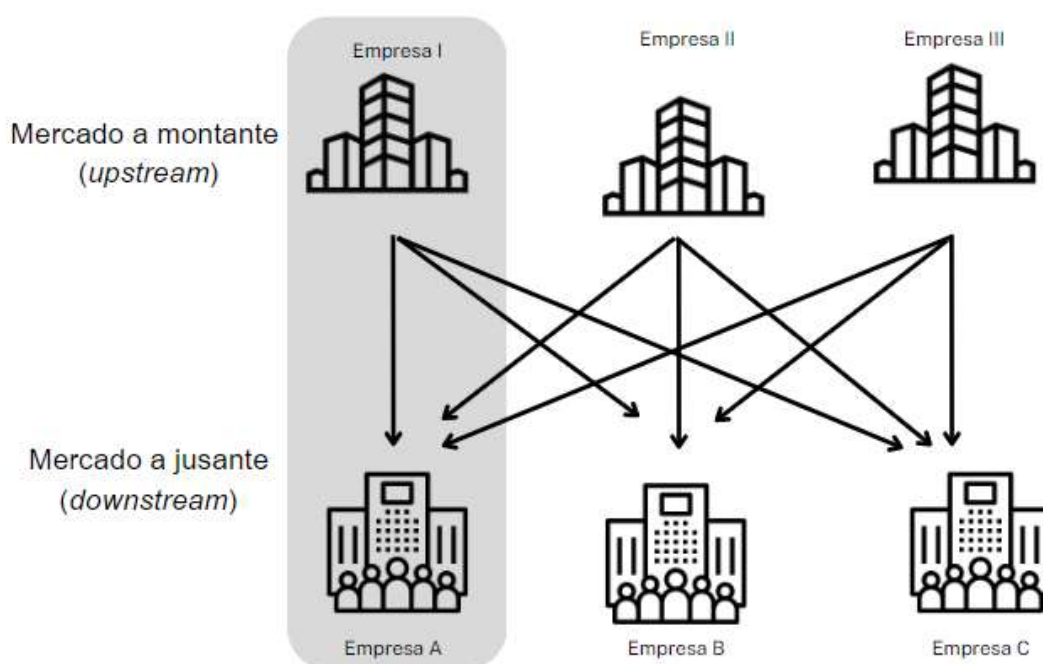 Empresa I
Empresa II
Empresa III
Mercado a montante
(upstream)
Mercado a jusante
(downstream)
Empresa A
Empresa B
Empresa C